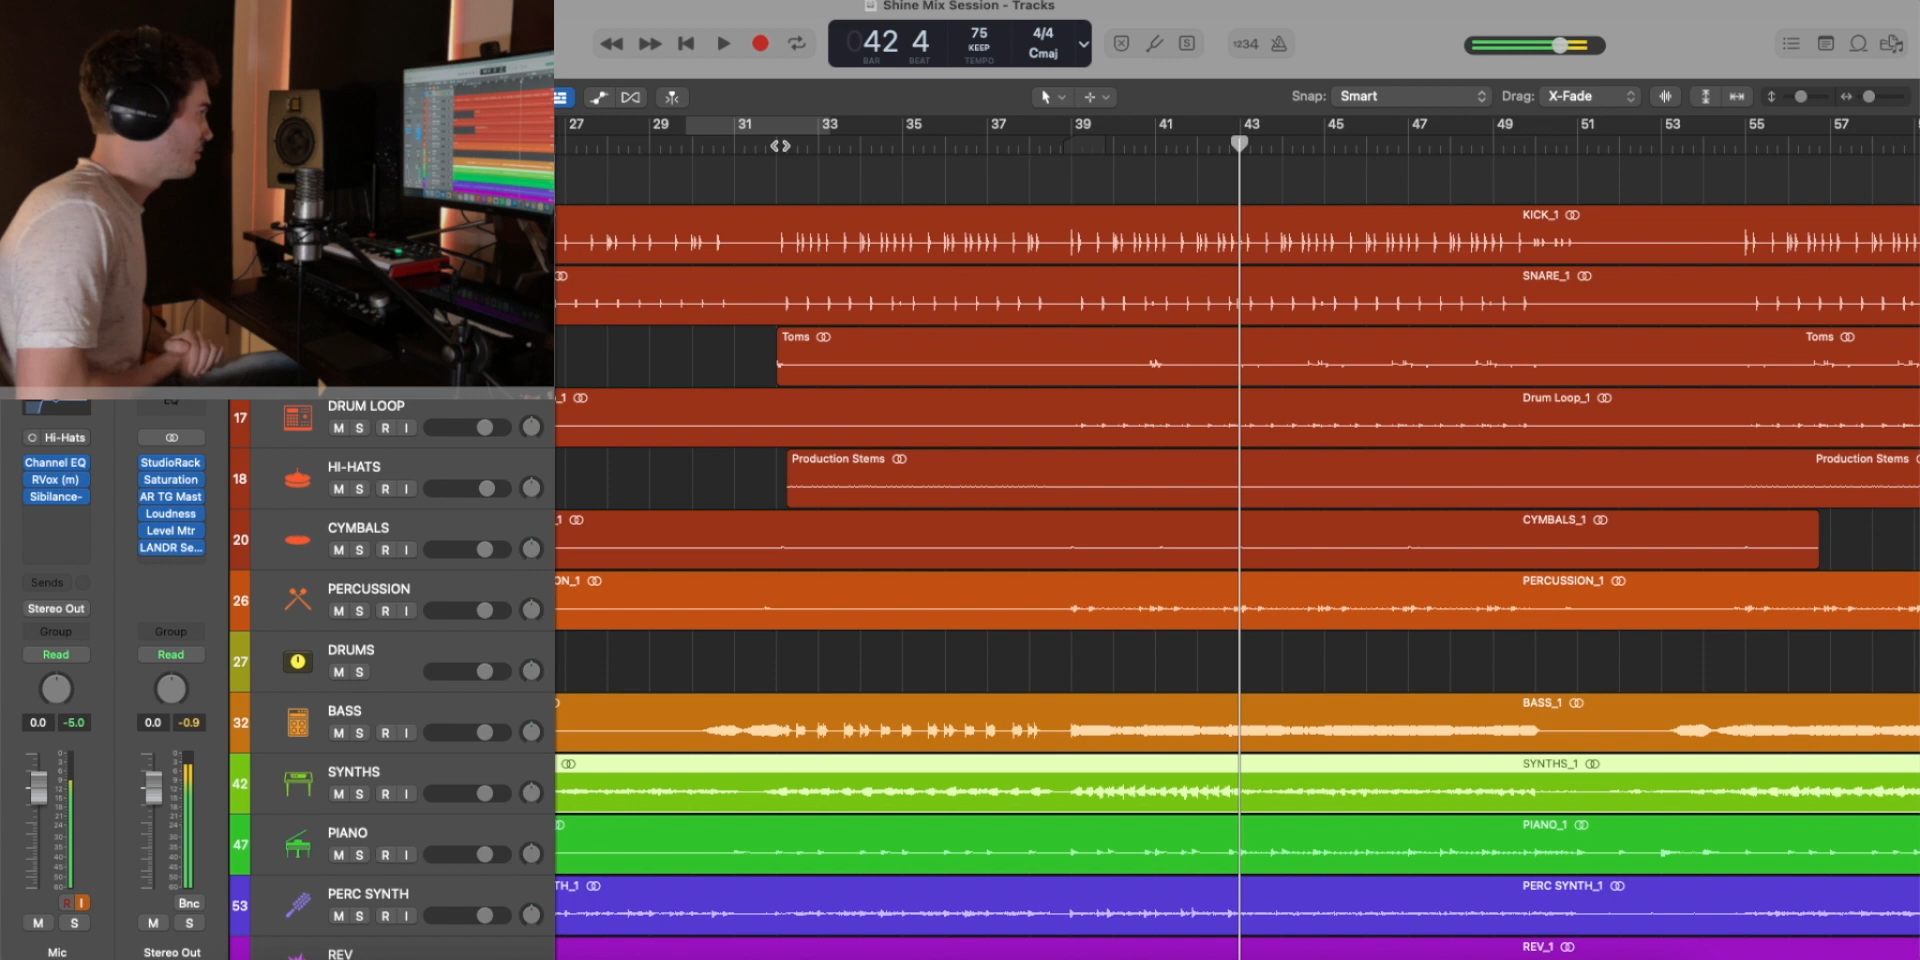 Shine Mix Session - Tracks
42 4
BAR BEAT
75
KEEP
TEMPO
4/4
Cmaj
S
1234
Snap: Smart
Drag: X-Fade
27 29 31 33 35 37 39 41 43 45 47 49 51 53 55 57
KICK_1
SNARE_1
Toms
Toms
EQ
Hi-Hats
Channel EQ
RVox (m)
Sibilance-
Sends
Stereo Out
Group
Read
0.0 -5.0
R I
M S
Mic
StudioRack
Saturation
AR TG Mast
Loudness
Level Mtr
LANDR Se...
Group
Read
0.0 -0.9
Bnc
M S
Stereo Out
17 DRUM LOOP
M S R I
_1
Drum Loop_1
18 HI-HATS
M S R I
Production Stems
Production Stems
20 CYMBALS
M S R I
_1
CYMBALS_1
26 PERCUSSION
M S R I
ON_1
PERCUSSION_1
27 DRUMS
M S
32 BASS
M S R I
BASS_1
42 SYNTHS
M S R I
SYNTHS_1
47 PIANO
M S R I
PIANO_1
53 PERC SYNTH
M S R I
TH_1
PERC SYNTH_1
REV
REV_1